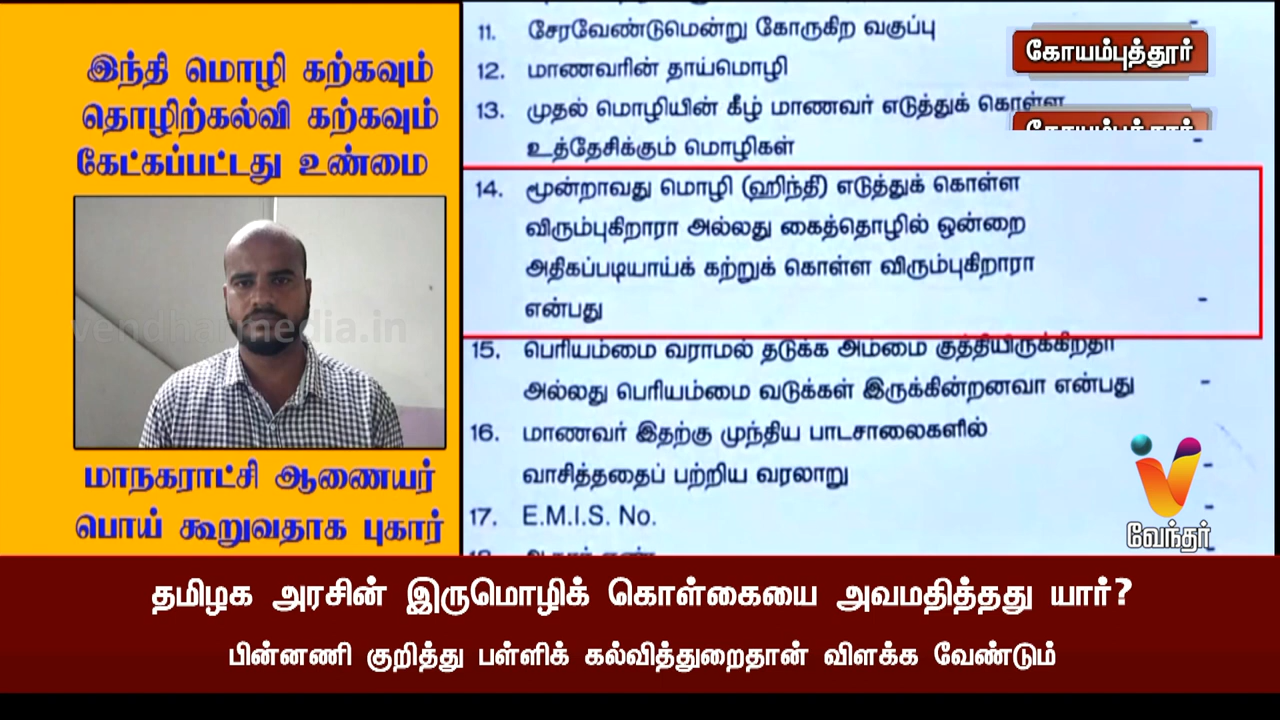 இந்தி மொழி கற்கவும்
தொழிற்கல்வி கற்கவும்
கேட்கப்பட்டது உண்மை
vendharmedia.in
மாநகராட்சி ஆணையர்
பொய் கூறுவதாக புகார்
11. சேரவேண்டுமென்று கோருகிற வகுப்பு -
12. மாணவரின் தாய்மொழி
13. முதல் மொழியின் கீழ் மாணவர் எடுத்துக் கொள்ள
உத்தேசிக்கும் மொழிகள் -
14. மூன்றாவது மொழி (ஹிந்தி) எடுத்துக் கொள்ள
விரும்புகிறாரா அல்லது கைத்தொழில் ஒன்றை
அதிகப்படியாய்க் கற்றுக் கொள்ள விரும்புகிறாரா
என்பது -
15. பெரியம்மை வராமல் தடுக்க அம்மை குத்தியிருக்கிறதா
அல்லது பெரியம்மை வடுக்கள் இருக்கின்றனவா என்பது -
16. மாணவர் இதற்கு முந்திய பாடசாலைகளில்
வாசித்ததைப் பற்றிய வரலாறு -
17. E.M.I.S. No. -
கோயம்புத்தூர்
வேந்தர்
தமிழக அரசின் இருமொழிக் கொள்கையை அவமதித்தது யார்?
பின்னணி குறித்து பள்ளிக் கல்வித்துறைதான் விளக்க வேண்டும்